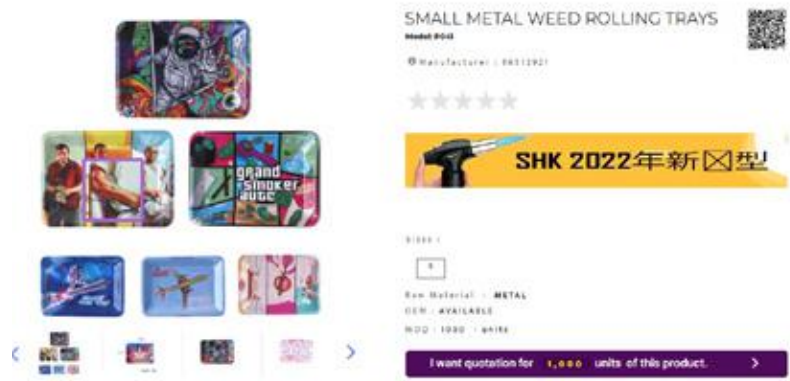 SMALL METAL WEED ROLLING TRAYS
SHK 2022年新☒型
grand
smoker
auto
Raw Material : METAL
OEM : AVAILABLE
MOQ : 1000 - units
I want quotation for 1,000 units of this product.